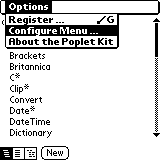 Options
Register ... /G
Configure Menu ...
About the Poplet Kit
Brackets
Britannica
C*
Clip*
Convert
Date*
DateTime
Dictionary
New